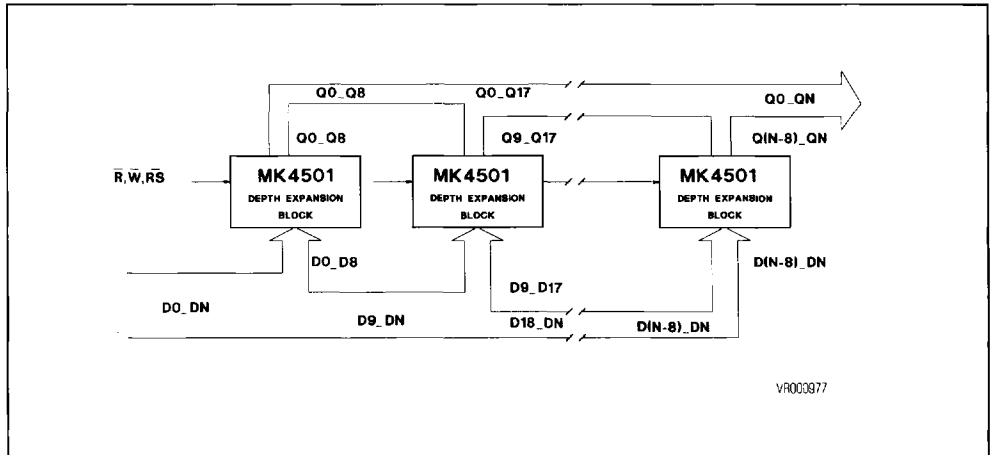 Q0_Q8
Q0_Q17
Q0_QN
Q0_Q8
Q9_Q17
Q(N-8)_QN
R̅,W̅,R̅S̅
MK4501
DEPTH EXPANSION
BLOCK
MK4501
DEPTH EXPANSION
BLOCK
MK4501
DEPTH EXPANSION
BLOCK
D0_D8
D9_D17
D(N-8)_DN
D0_DN
D9_DN
D18_DN
D(N-8)_DN
VR000977